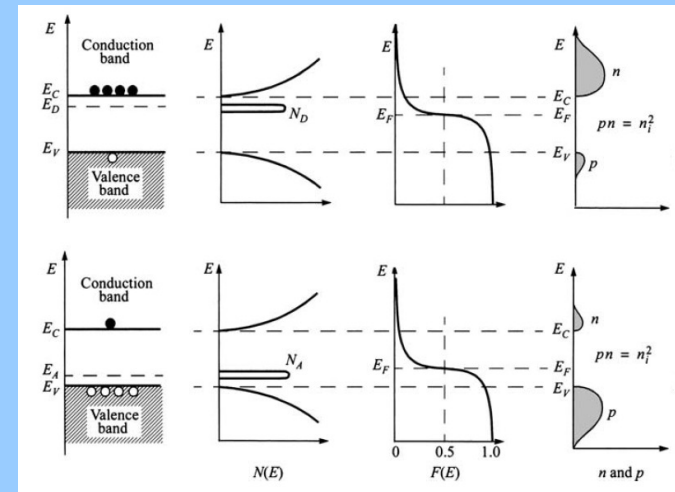 E
Conduction
band
E_C
E_D
E_V
Valence
band
E
N_D
E
E_F
E
n
E_C
E_F
pn = n_i^2
E_V
p
E
Conduction
band
E_C
E_A
E_V
Valence
band
E
N_A
N(E)
E
E_F
0 0.5 1.0
F(E)
E
n
E_C
pn = n_i^2
E_F
E_V
p
n and p